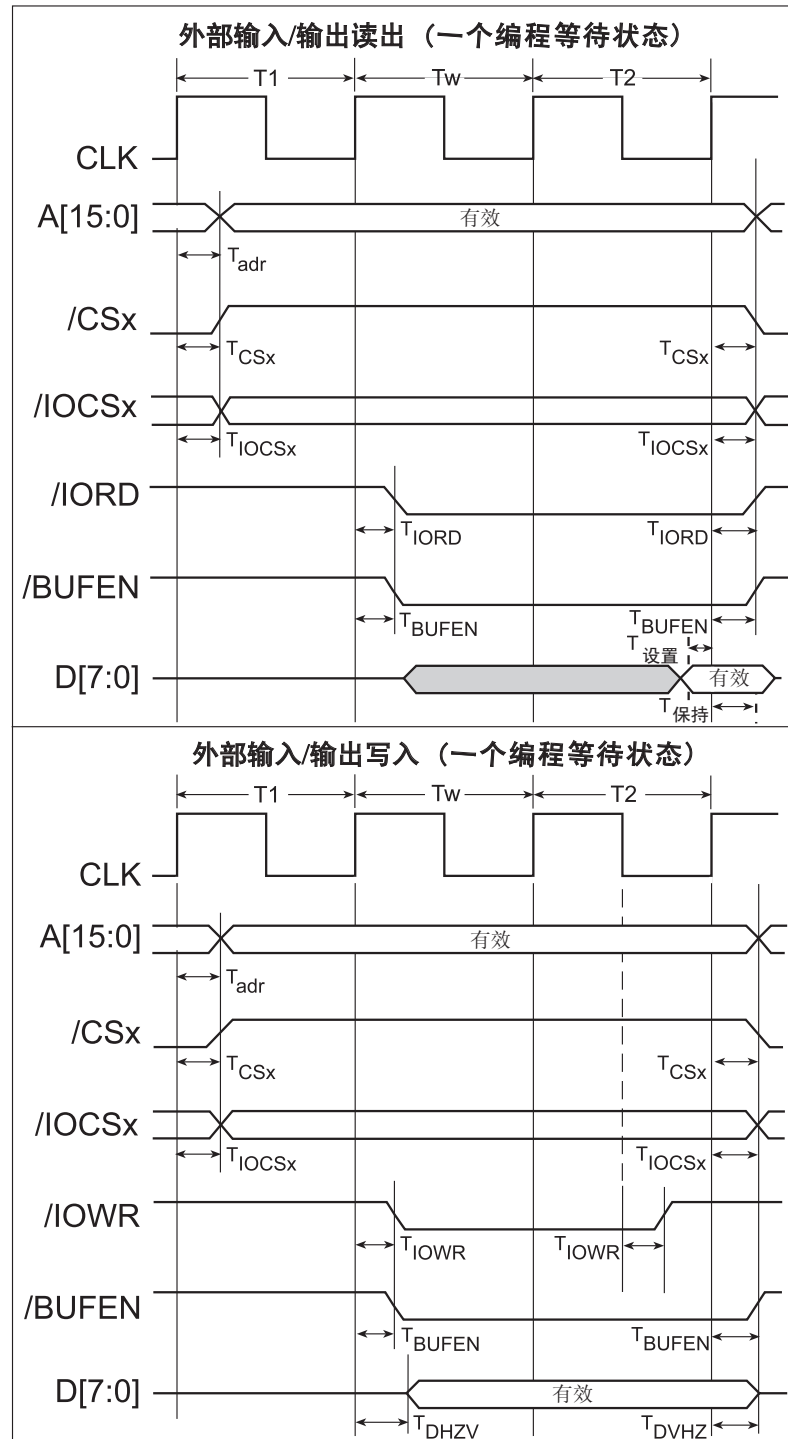 外部输入/输出读出（一个编程等待状态）
T1 Tw T2
CLK
A[15:0] 有效
Tadr
/CSx
TCSx TCSx
/IOCSx
TIOCSx TIOCSx
/IORD
TIORD TIORD
/BUFEN
TBUFEN TBUFEN
T设置
D[7:0] 有效
T保持
外部输入/输出写入（一个编程等待状态）
T1 Tw T2
CLK
A[15:0] 有效
Tadr
/CSx
TCSx TCSx
/IOCSx
TIOCSx TIOCSx
/IOWR
TIOWR TIOWR
/BUFEN
TBUFEN TBUFEN
D[7:0] 有效
TDHZV TDVHZ